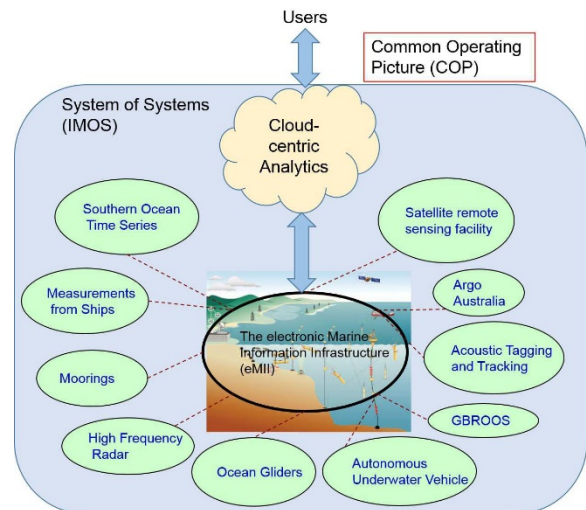 Users
Common Operating
Picture (COP)
System of Systems
(IMOS)
Cloud-
centric
Analytics
Southern Ocean
Time Series
Satellite remote
sensing facility
Measurements
from Ships
Argo
Australia
The electronic Marine
Information Infrastructure
(eMII)
Acoustic Tagging
and Tracking
Moorings
GBROOS
High Frequency
Radar
Ocean Gliders
Autonomous
Underwater Vehicle